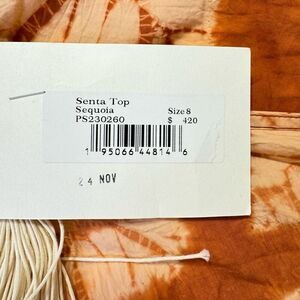 Senta Top
Sequoia Size 8
PS230260 $ 420
1 95066 44814 6
24 NOV